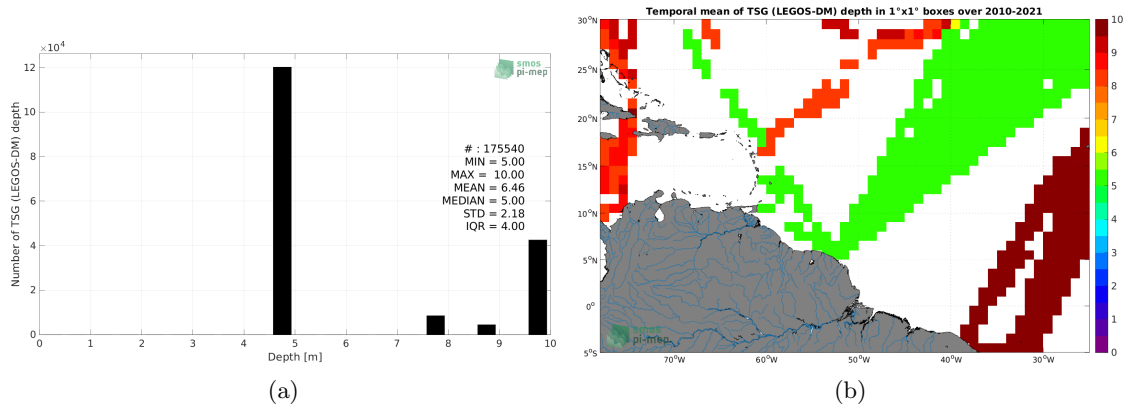 ×10⁴
12
10
8
6
4
2
0
Number of TSG (LEGOS-DM) depth
smos
pi-mep
# : 175540
MIN = 5.00
MAX = 10.00
MEAN = 6.46
MEDIAN = 5.00
STD = 2.18
IQR = 4.00
0 1 2 3 4 5 6 7 8 9 10
Depth [m]
(a)
Temporal mean of TSG (LEGOS-DM) depth in 1°x1° boxes over 2010-2021
30°N
25°N
20°N
15°N
10°N
5°N
0°
5°S
70°W 60°W 50°W 40°W 30°W
smos
pi-mep
10
9
8
7
6
5
4
3
2
1
0
(b)